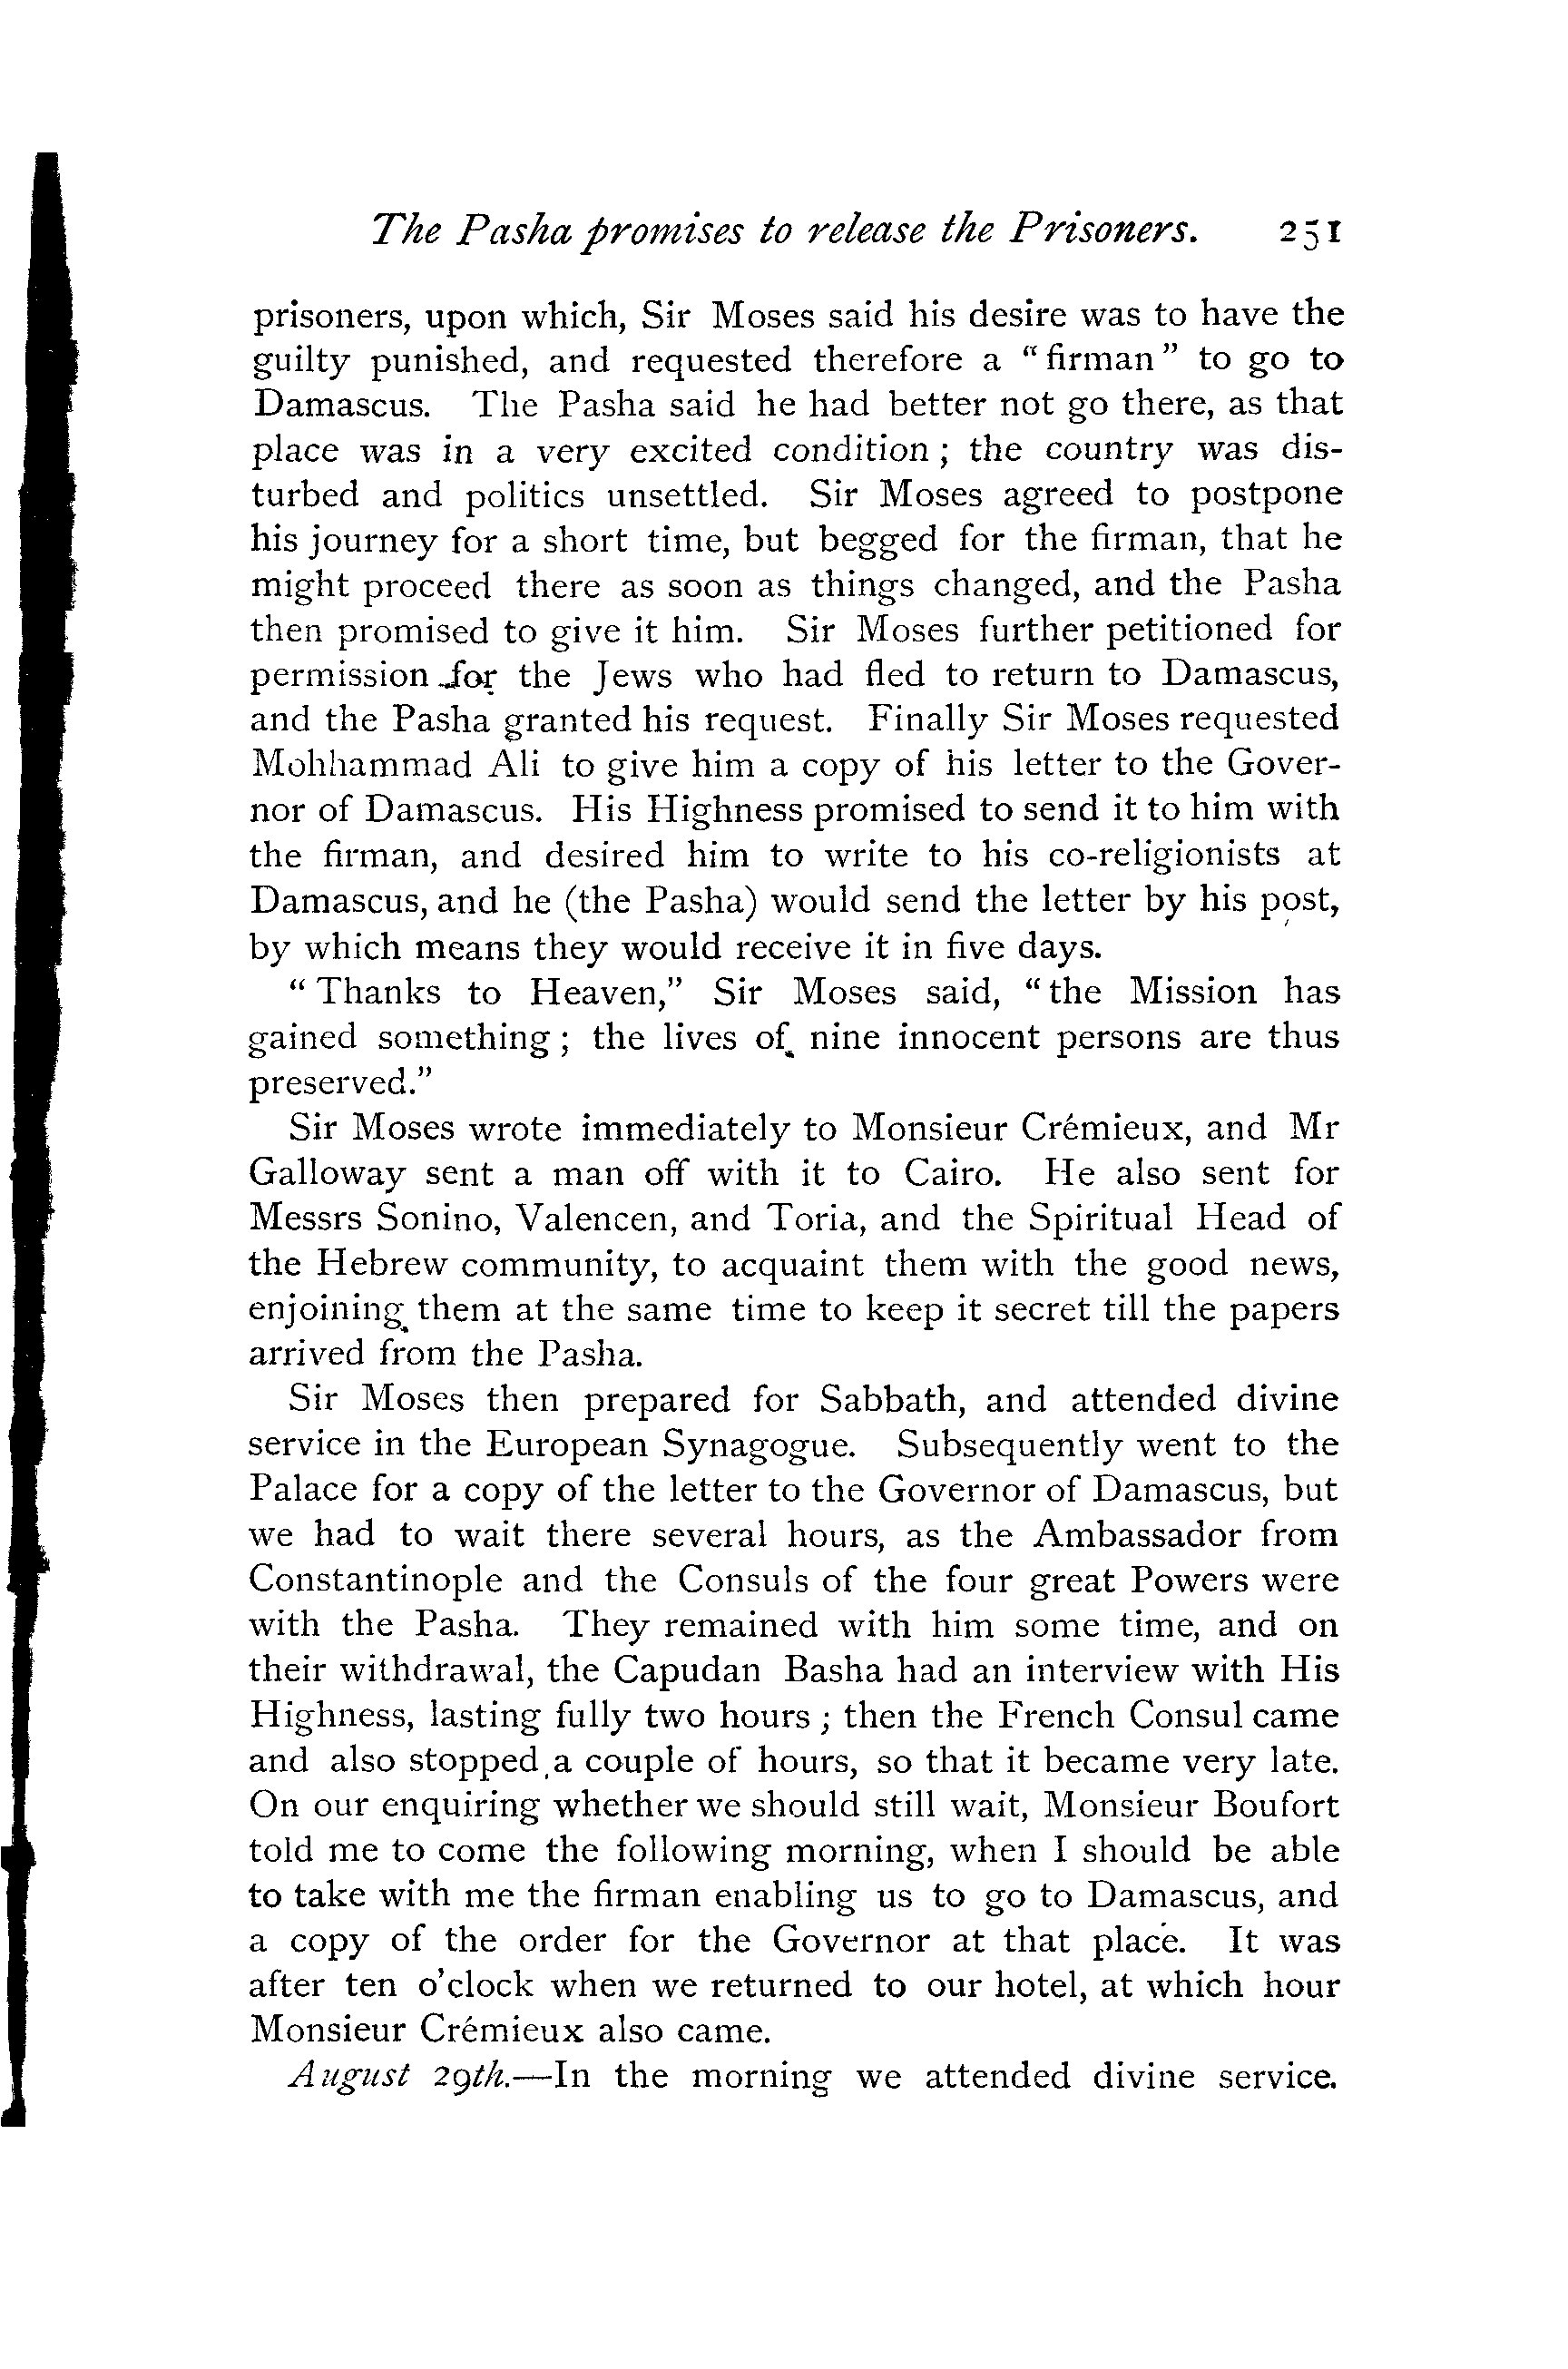 The Pasha promises to release the Prisoners. 251
prisoners, upon which, Sir Moses said his desire was to have the
guilty punished, and requested therefore a “firman” to go to
Damascus. The Pasha said he had better not go there, as that
place was in a very excited condition; the country was dis-
turbed and politics unsettled. Sir Moses agreed to postpone
his journey for a short time, but begged for the firman, that he
might proceed there as soon as things changed, and the Pasha
then promised to give it him. Sir Moses further petitioned for
permission for the Jews who had fled to return to Damascus,
and the Pasha granted his request. Finally Sir Moses requested
Mohhammad Ali to give him a copy of his letter to the Gover-
nor of Damascus. His Highness promised to send it to him with
the firman, and desired him to write to his co-religionists at
Damascus, and he (the Pasha) would send the letter by his post,
by which means they would receive it in five days.
“Thanks to Heaven,” Sir Moses said, “the Mission has
gained something; the lives of nine innocent persons are thus
preserved.”
Sir Moses wrote immediately to Monsieur Crémieux, and Mr
Galloway sent a man off with it to Cairo. He also sent for
Messrs Sonino, Valencen, and Toria, and the Spiritual Head of
the Hebrew community, to acquaint them with the good news,
enjoining them at the same time to keep it secret till the papers
arrived from the Pasha.
Sir Moses then prepared for Sabbath, and attended divine
service in the European Synagogue. Subsequently went to the
Palace for a copy of the letter to the Governor of Damascus, but
we had to wait there several hours, as the Ambassador from
Constantinople and the Consuls of the four great Powers were
with the Pasha. They remained with him some time, and on
their withdrawal, the Capudan Basha had an interview with His
Highness, lasting fully two hours; then the French Consul came
and also stopped a couple of hours, so that it became very late.
On our enquiring whether we should still wait, Monsieur Boufort
told me to come the following morning, when I should be able
to take with me the firman enabling us to go to Damascus, and
a copy of the order for the Governor at that place. It was
after ten o’clock when we returned to our hotel, at which hour
Monsieur Crémieux also came.
August 29th.—In the morning we attended divine service.